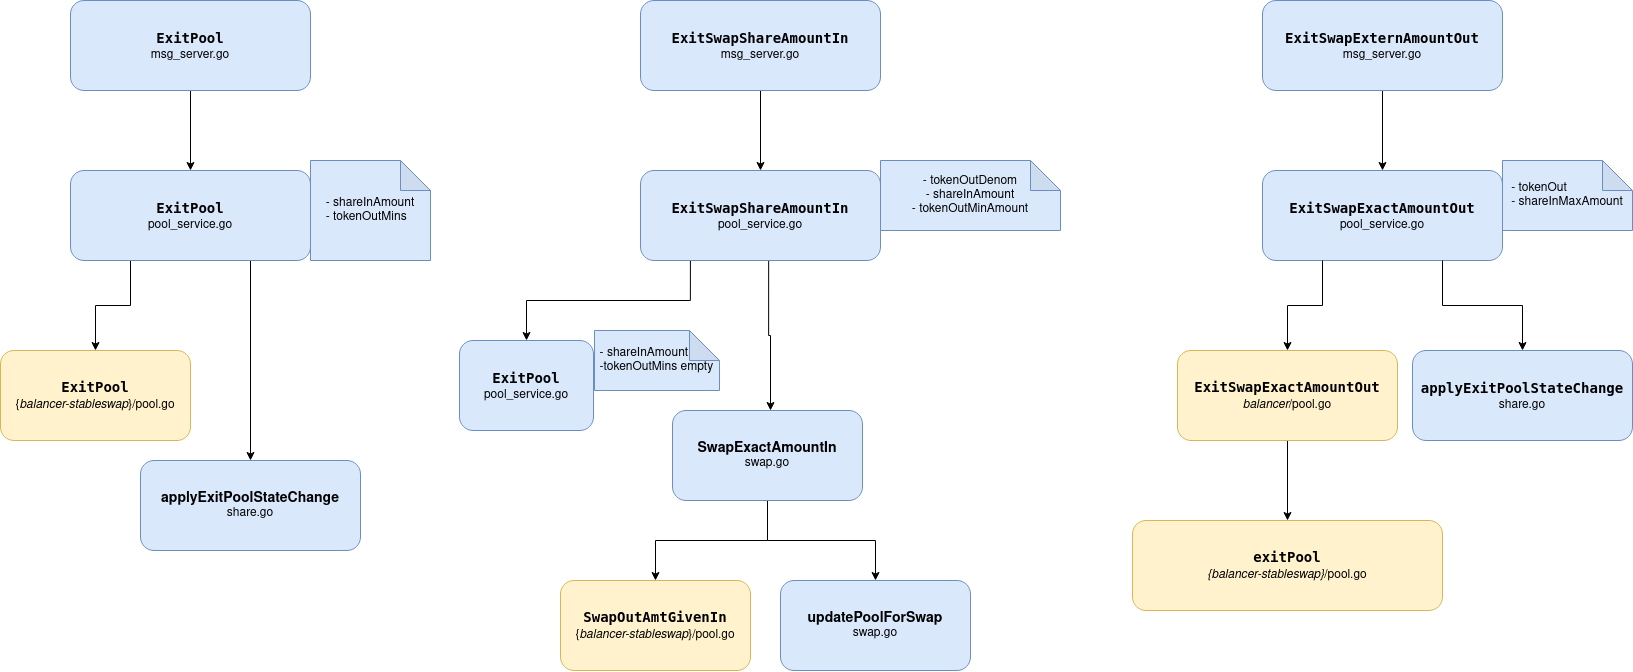 ExitPool
msg_server.go
ExitSwapShareAmountIn
msg_server.go
ExitSwapExternAmountOut
msg_server.go
ExitPool
pool_service.go
- shareInAmount
- tokenOutMins
ExitSwapShareAmountIn
pool_service.go
- tokenOutDenom
- shareInAmount
- tokenOutMinAmount
ExitSwapExactAmountOut
pool_service.go
- tokenOut
- shareInMaxAmount
ExitPool
{balancer-stableswap}/pool.go
applyExitPoolStateChange
share.go
ExitPool
pool_service.go
- shareInAmount
-tokenOutMins empty
SwapExactAmountIn
swap.go
SwapOutAmtGivenIn
{balancer-stableswap}/pool.go
updatePoolForSwap
swap.go
ExitSwapExactAmountOut
balancer/pool.go
applyExitPoolStateChange
share.go
exitPool
{balancer-stableswap}/pool.go